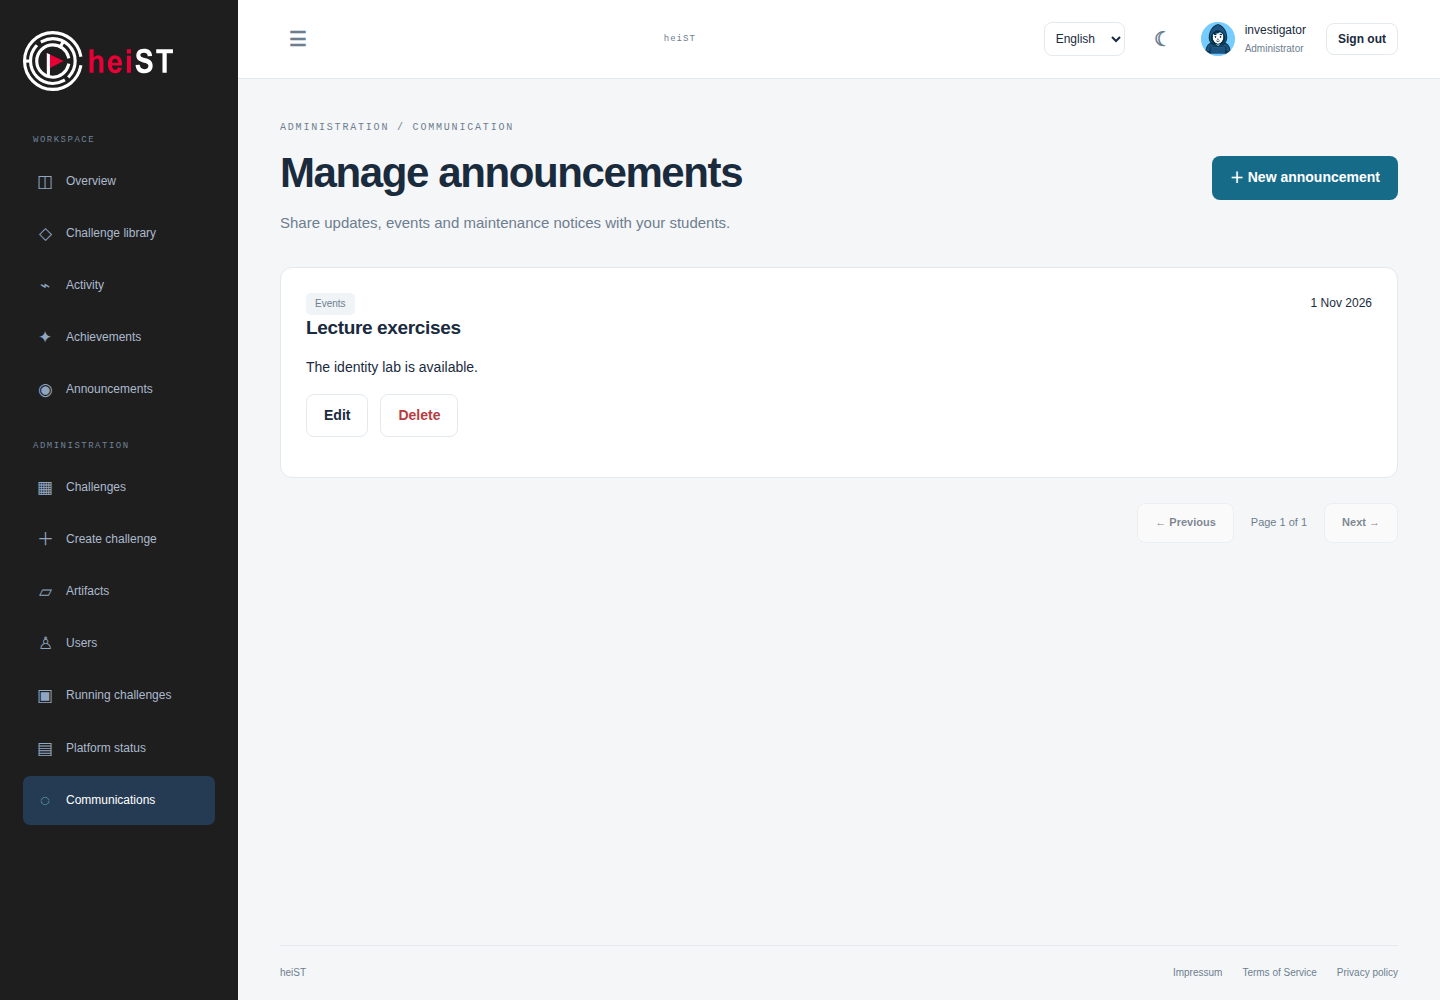 heiST
WORKSPACE
Overview
Challenge library
Activity
Achievements
Announcements
ADMINISTRATION
Challenges
Create challenge
Artifacts
Users
Running challenges
Platform status
Communications
heiST
English
investigator
Administrator
Sign out
ADMINISTRATION / COMMUNICATION
Manage announcements
+ New announcement
Share updates, events and maintenance notices with your students.
Events
1 Nov 2026
Lecture exercises
The identity lab is available.
Edit
Delete
← Previous
Page 1 of 1
Next →
heiST
Impressum
Terms of Service
Privacy policy